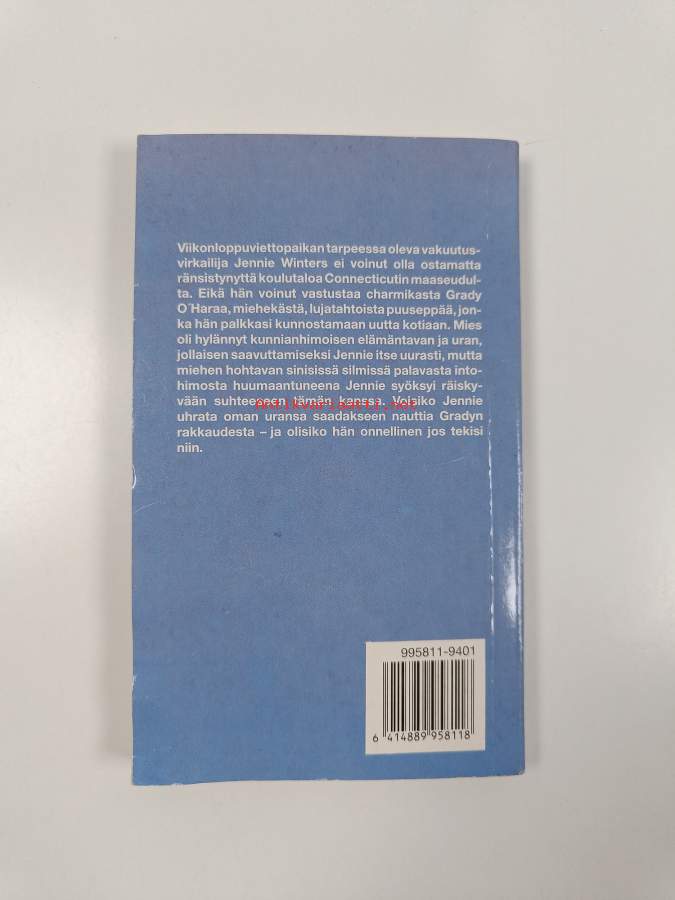 Viikonloppuviettopaikan tarpeessa oleva vakuutus-
virkailija Jennie Winters ei voinut olla ostamatta
ränsistynyttä koulutaloa Connecticutin maaseudul-
ta. Eikä hän voinut vastustaa charmikasta Grady
O´Haraa, miehekästä, lujatahtoista puuseppää, jon-
ka hän palkkasi kunnostamaan uutta kotiaan. Mies
oli hylännyt kunnianhimoisen elämäntavan ja uran,
jollaisen saavuttamiseksi Jennie itse uurasti, mutta
miehen hohtavan sinisissä silmissä palavasta into-
himosta huumaantuneena Jennie syöksyi räisky-
vään suhteeseen tämän kanssa. Voisiko Jennie
Antikvariaatti.net
uhrata oman uransa saadakseen nauttia Gradyn
rakkaudesta – ja olisiko hän onnellinen jos tekisi
niin.
995811-9401
6 414889 958118